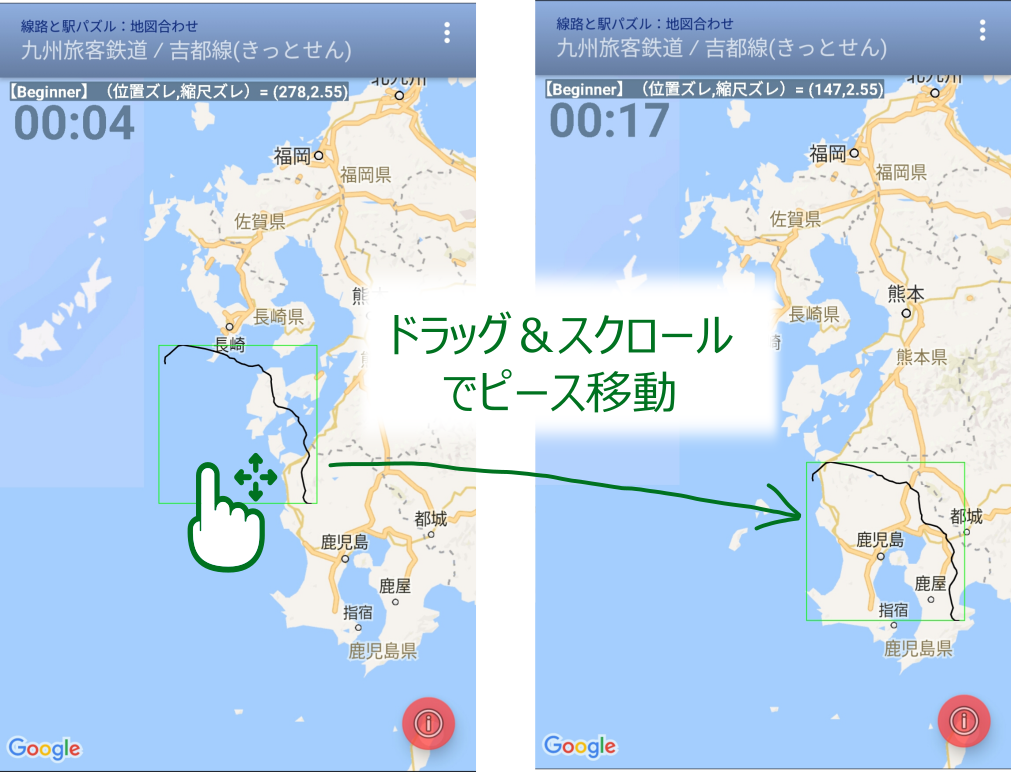 線路と駅パズル：地図合わせ
九州旅客鉄道 / 吉都線(きっとせん)
【Beginner】（位置ズレ,縮尺ズレ）= (278,2.55)
00:04
北九州
福岡
福岡県
佐賀県
長崎県
長崎
都城
鹿児島
鹿屋
指宿
鹿児島県
Google
ドラッグ＆スクロール
でピース移動
線路と駅パズル：地図合わせ
九州旅客鉄道 / 吉都線(きっとせん)
【Beginner】（位置ズレ,縮尺ズレ）= (147,2.55)
00:17
北九州
福岡
福岡県
佐賀県
熊本
長崎県
熊本県
都城
鹿児島
鹿屋
指宿
鹿児島県
Google